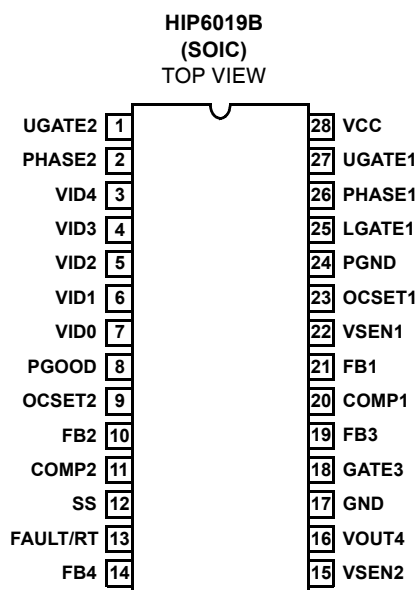 HIP6019B
(SOIC)
TOP VIEW
UGATE2 1 28 VCC
PHASE2 2 27 UGATE1
VID4 3 26 PHASE1
VID3 4 25 LGATE1
VID2 5 24 PGND
VID1 6 23 OCSET1
VID0 7 22 VSEN1
PGOOD 8 21 FB1
OCSET2 9 20 COMP1
FB2 10 19 FB3
COMP2 11 18 GATE3
SS 12 17 GND
FAULT/RT 13 16 VOUT4
FB4 14 15 VSEN2